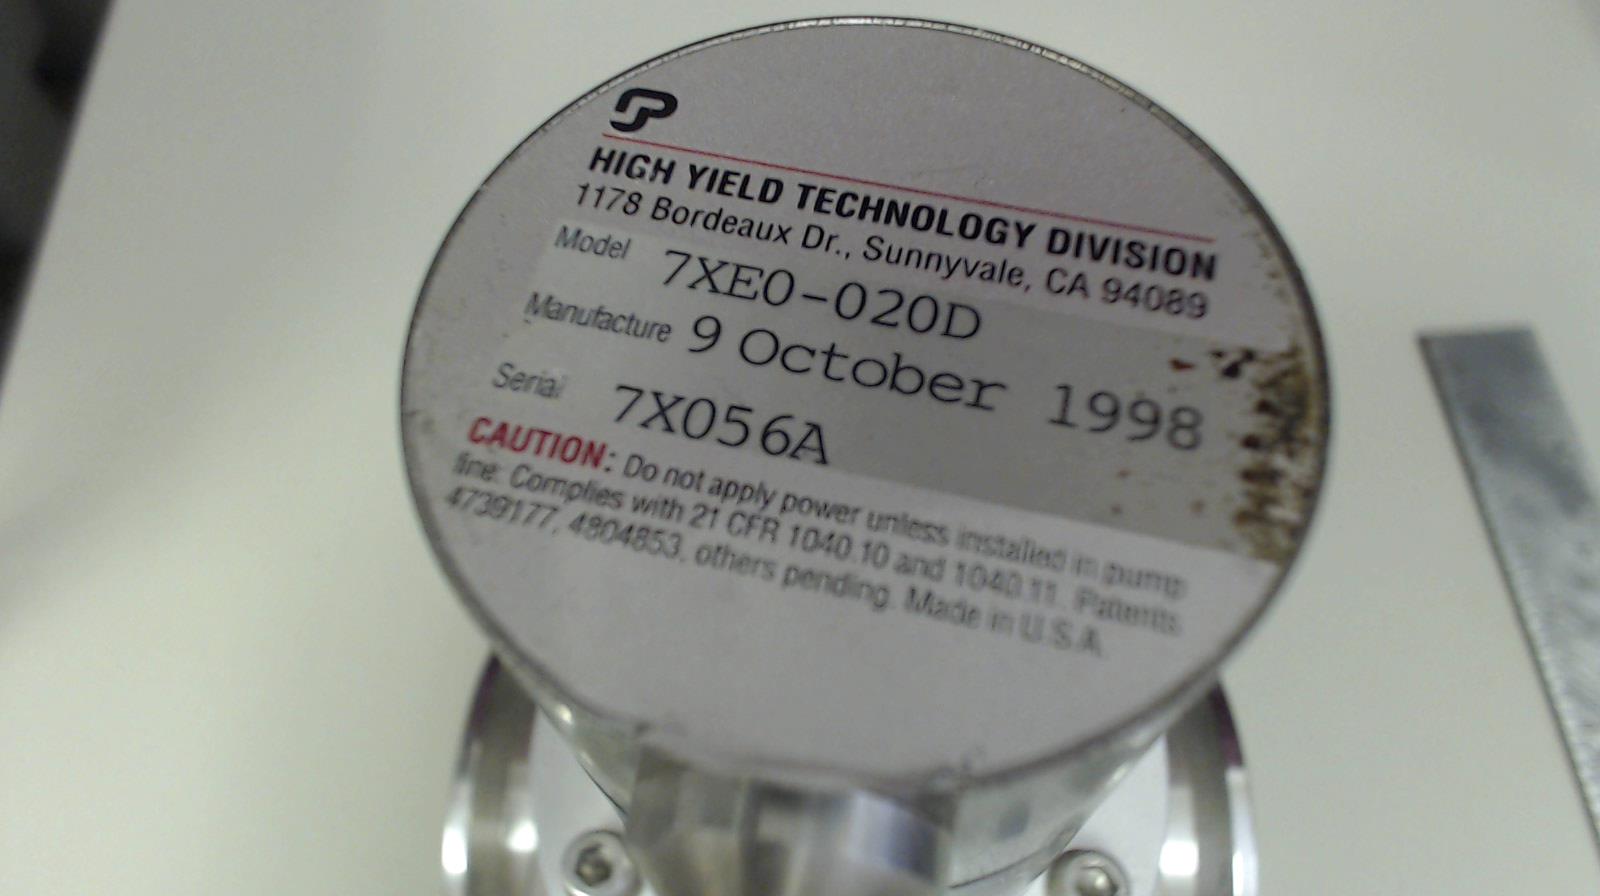 HIGH YIELD TECHNOLOGY DIVISION
1178 Bordeaux Dr., Sunnyvale, CA 94089
Model 7XE0-020D
Manufacture 9 October 1998
Serial 7X056A
CAUTION: Do not apply power unless installed in pump
line: Complies with 21 CFR 1040.10 and 1040.11. Patents
4739177, 4804853, others pending. Made in U.S.A.